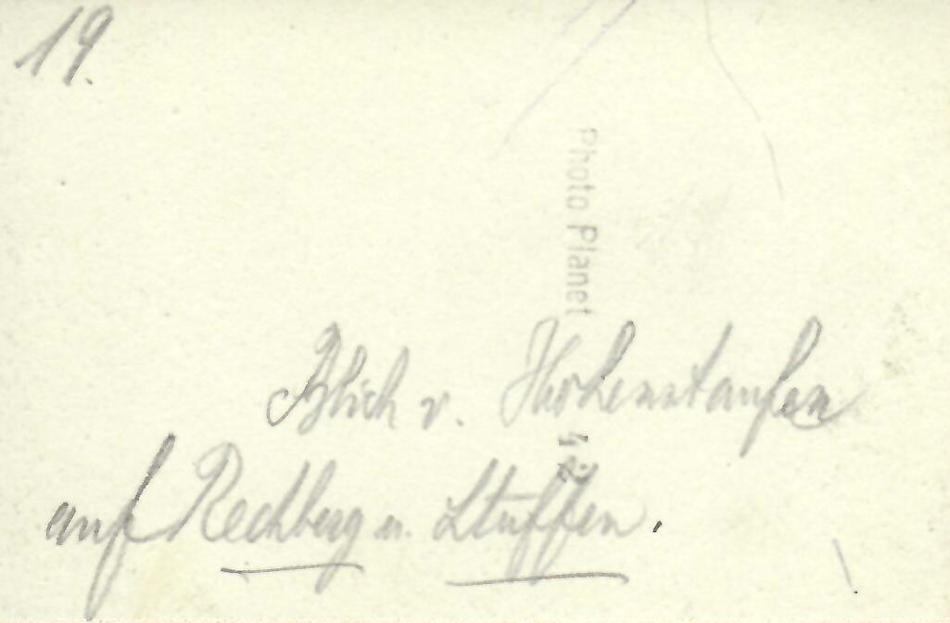 19.
Photo Planet 42
Blick v. Hohenstaufen
auf Rechberg u. Stuffen.